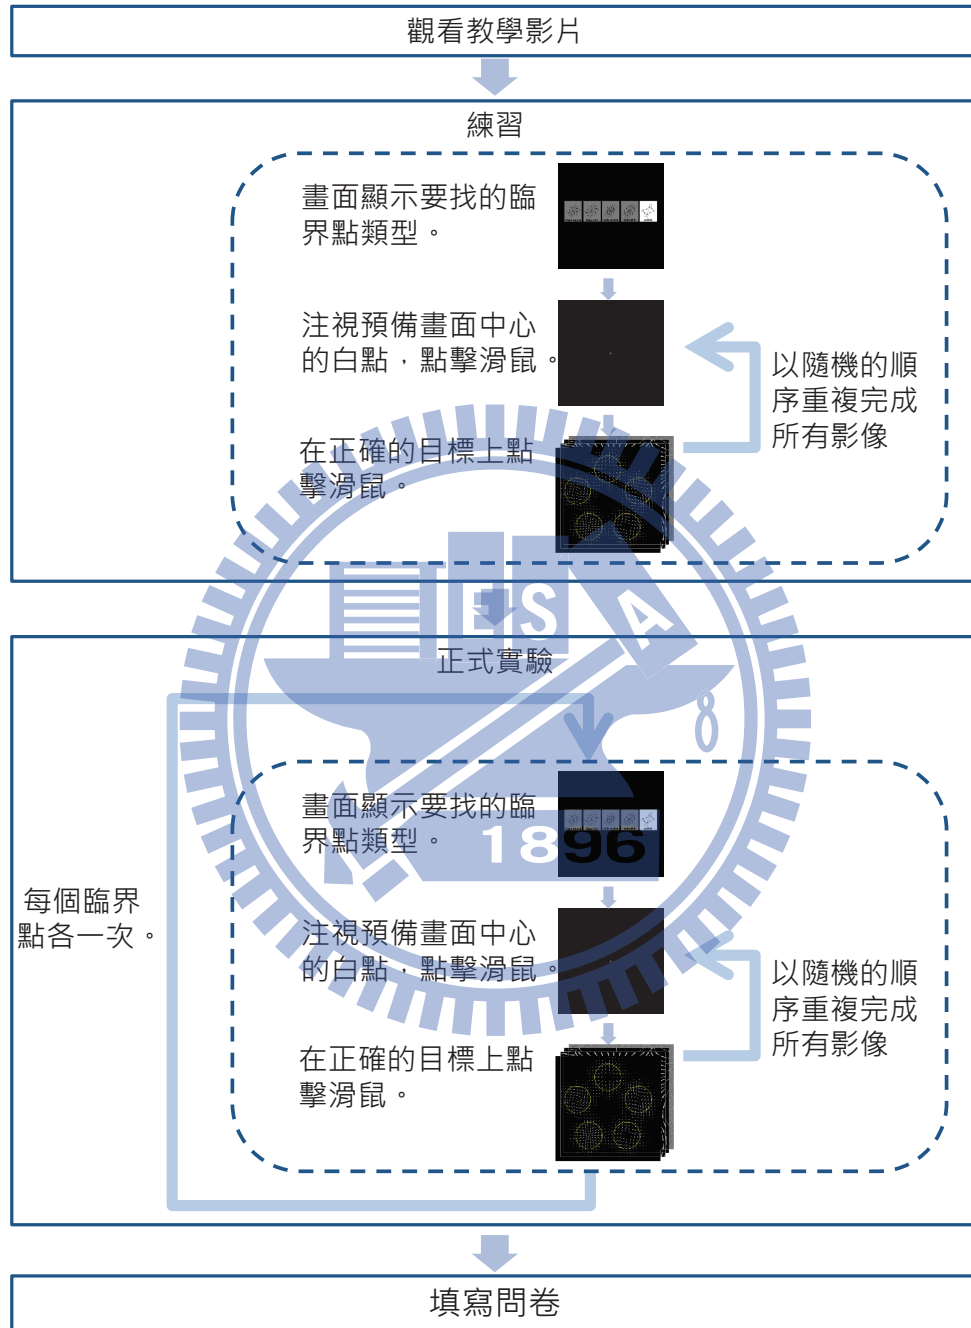 觀看教學影片
練習
畫面顯示要找的臨
界點類型。
注視預備畫面中心
的白點，點擊滑鼠。
以隨機的順
序重複完成
所有影像
在正確的目標上點
擊滑鼠。
E S A
正式實驗
8
畫面顯示要找的臨
界點類型。
1896
每個臨界
點各一次。
注視預備畫面中心
的白點，點擊滑鼠。
以隨機的順
序重複完成
所有影像
在正確的目標上點
擊滑鼠。
填寫問卷